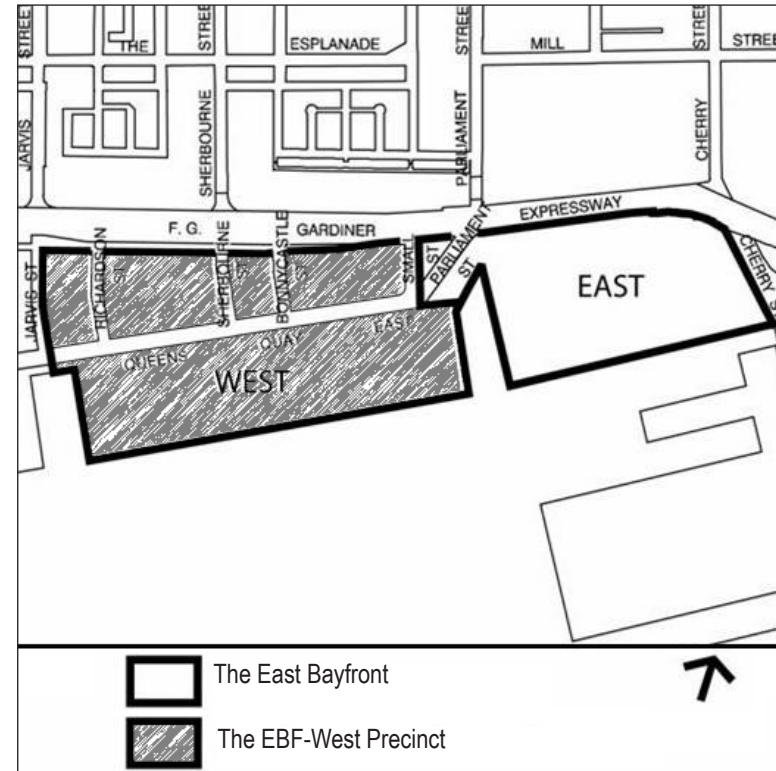 STREET
THE
STREET
ESPLANADE
STREET
MILL
STREET
STREET
JARVIS
SHERBOURNE
PARLIAMENT
CHERRY
F. G.
GARDINER
EXPRESSWAY
JARVIS ST
RICHARDSON
ST
SHERBOURNE
ST
BONNYCASTLE
ST
SMALL
ST
PARLIAMENT
ST
CHERRY S
QUEENS
QUAY
EAST
WEST
EAST
The East Bayfront
The EBF-West Precinct